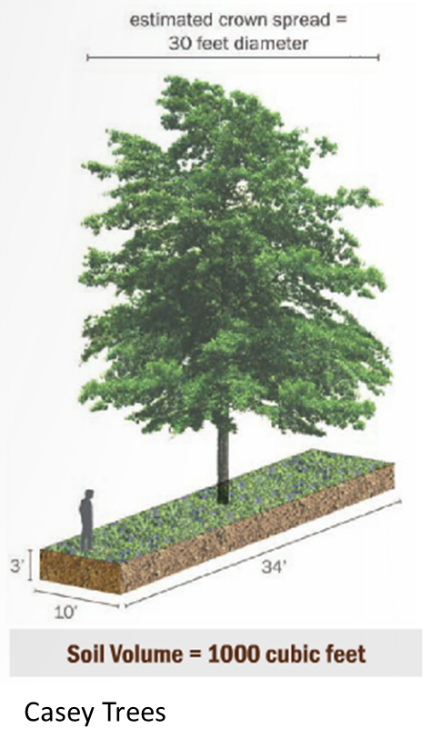 estimated crown spread =
30 feet diameter
3'
34'
10'
Soil Volume = 1000 cubic feet
Casey Trees